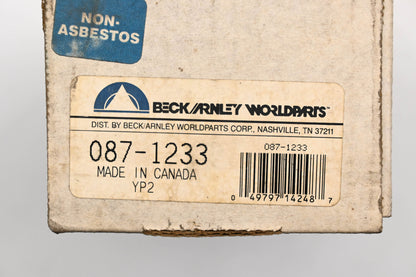 NON-
ASBESTOS
BECK/ARNLEY WORLDPARTS™
DIST. BY BECK/ARNLEY WORLDPARTS CORP., NASHVILLE, TN 37211
087-1233
MADE IN CANADA
YP2
087-1233
0 49797 14248 7